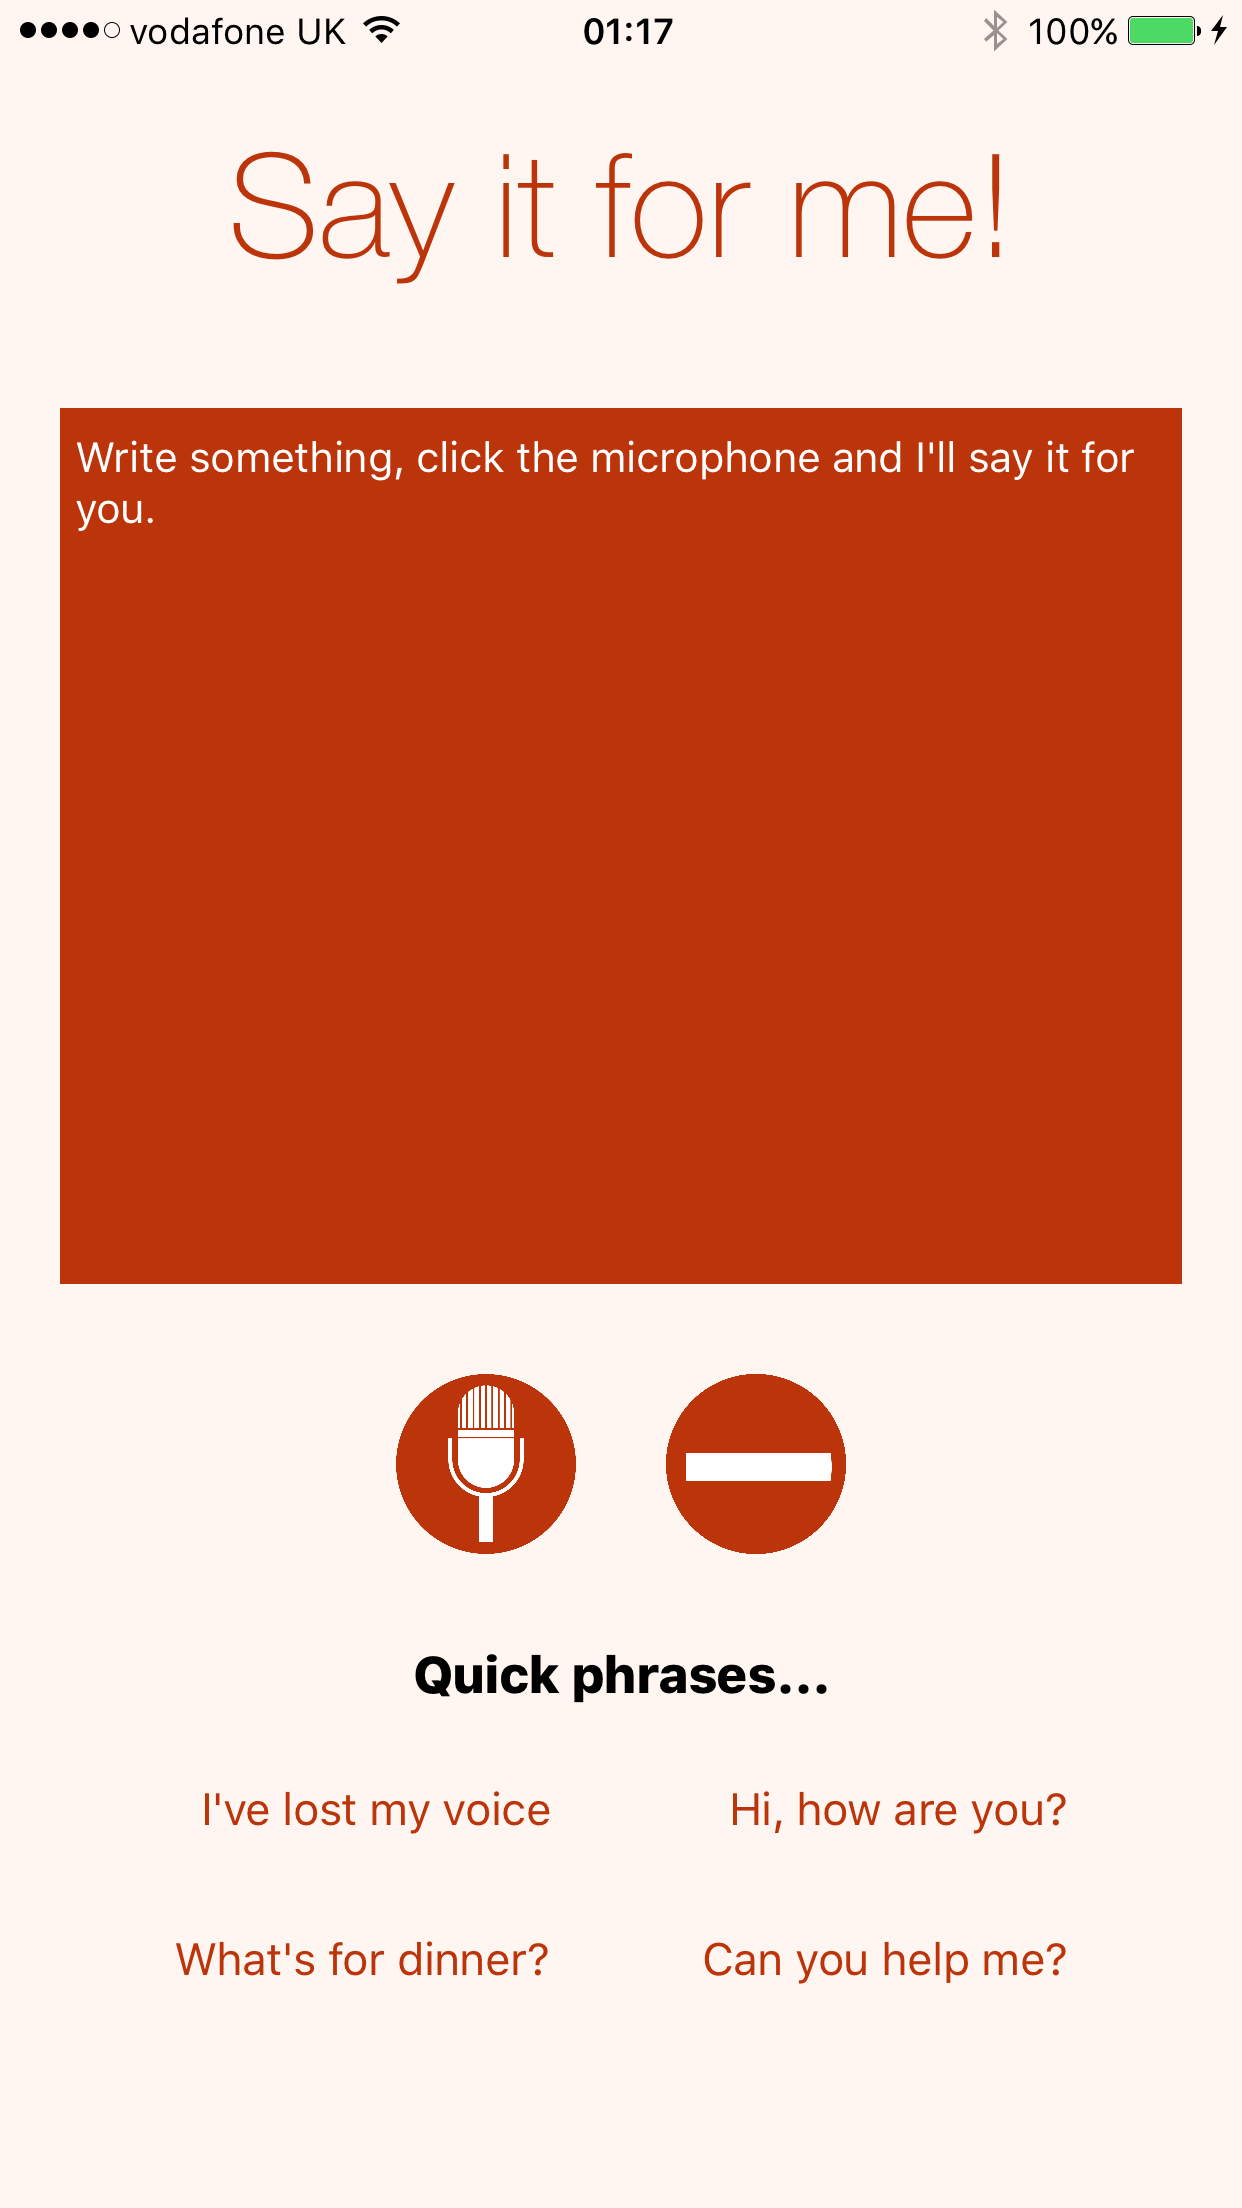 vodafone UK 01:17 100%
Say it for me!
Write something, click the microphone and I'll say it for
you.
Quick phrases...
I've lost my voice Hi, how are you?
What's for dinner? Can you help me?